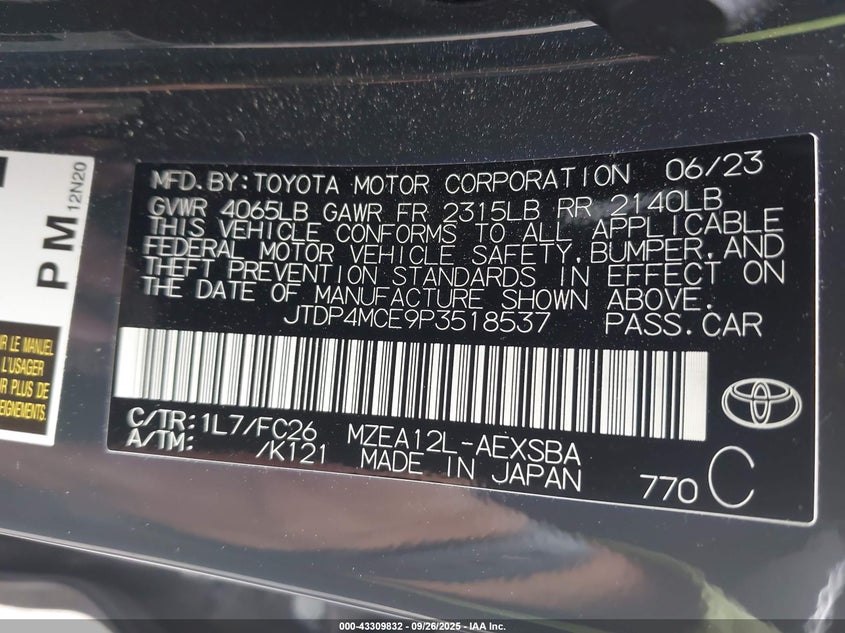 PM
12N20
R LE MANUEL
L'USAGER
R PLUS DE
EIGNEMENTS.
MFD. BY: TOYOTA MOTOR CORPORATION 06/23
GVWR 4065LB GAWR FR 2315LB RR 2140LB
THIS VEHICLE CONFORMS TO ALL APPLICABLE
FEDERAL MOTOR VEHICLE SAFETY, BUMPER, AND
THEFT PREVENTION STANDARDS IN EFFECT ON
THE DATE OF MANUFACTURE SHOWN ABOVE.
JTDP4MCE9P3518537 PASS.CAR
C/TR: 1L7/FC26 MZEA12L-AEXSBA
A/TM: /K121 MADE IN JAPAN 770 C
000-43309832 - 09/26/2025 - IAA Inc.